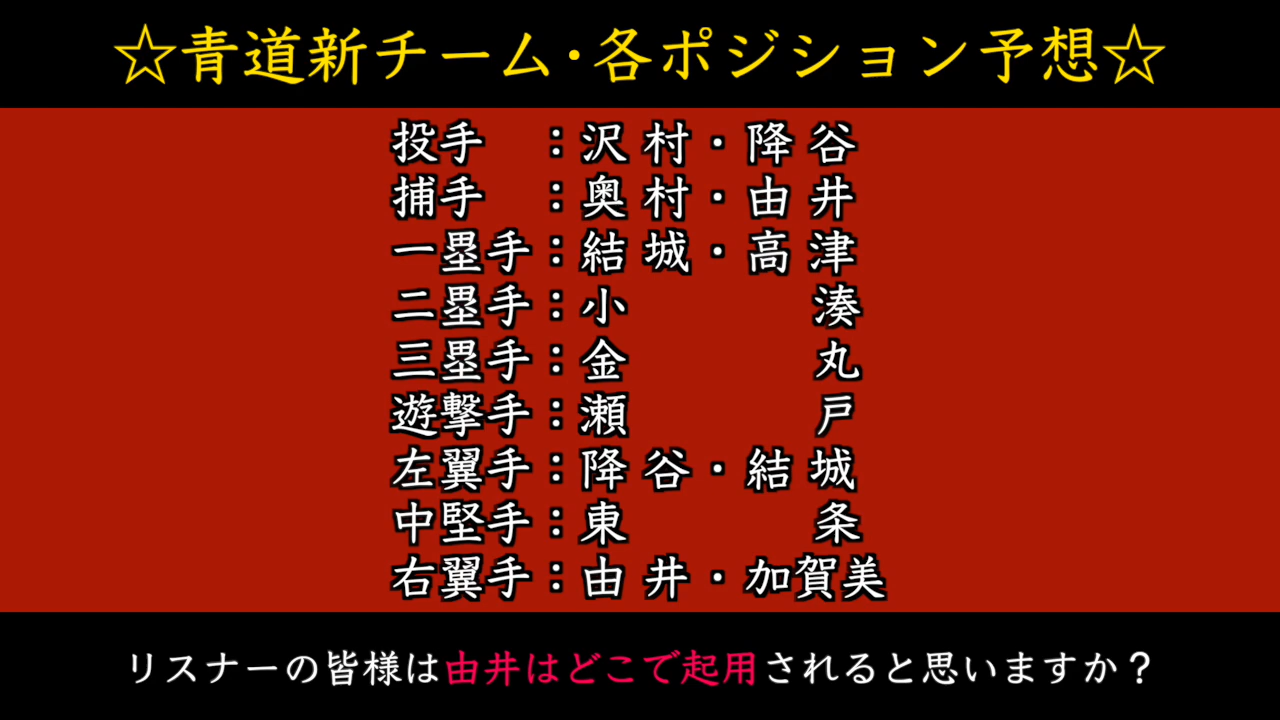 ☆青道新チーム·各ポジション予想☆
投手 :沢村・降谷
捕手 :奥村・由井
一塁手:結城・高津
二塁手:小 湊
三塁手:金 丸
遊撃手:瀬 戸
左翼手:降谷・結城
中堅手:東 条
右翼手:由井・加賀美
リスナーの皆様は由井はどこで起用されると思いますか？